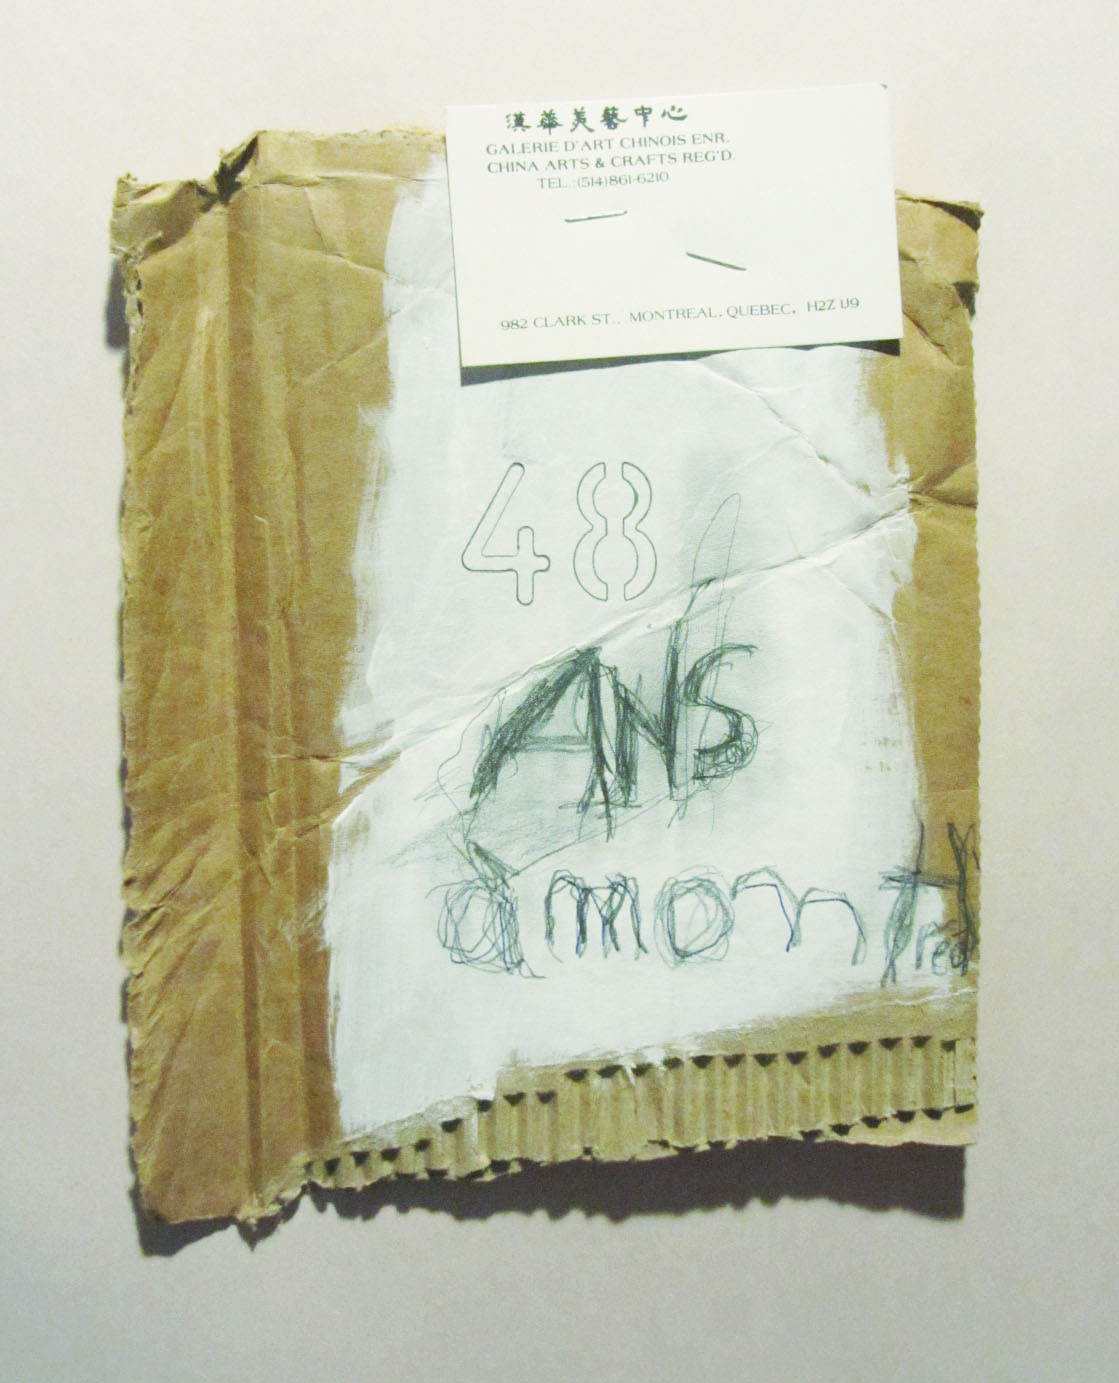 漢華美藝中心
GALERIE D'ART CHINOIS ENR.
CHINA ARTS & CRAFTS REG'D.
TEL.:(514)861-6210
982 CLARK ST., MONTREAL, QUEBEC, H2Z 1J9
48
ANS
à montréal